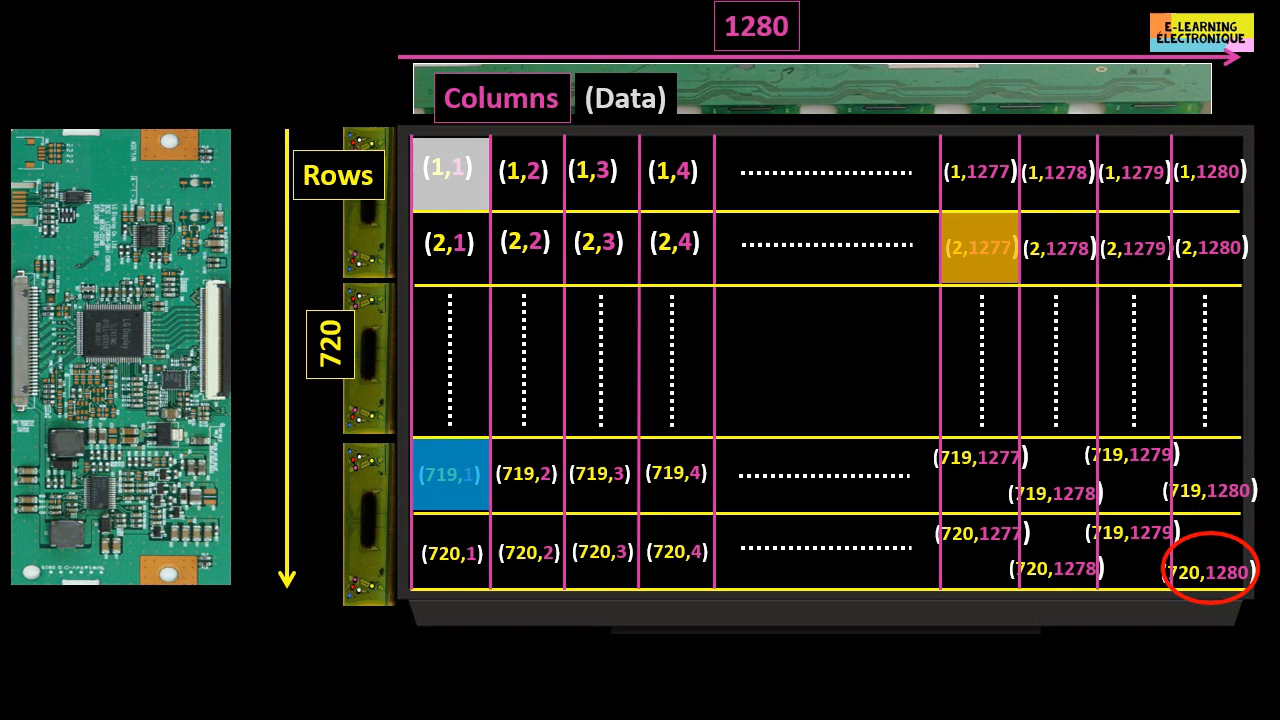 1280
E-LEARNING
ÉLECTRONIQUE
Columns (Data)
Rows
720
(1,1) (1,2) (1,3) (1,4) (1,1277) (1,1278) (1,1279) (1,1280)
(2,1) (2,2) (2,3) (2,4) (2,1277) (2,1278) (2,1279) (2,1280)
(719,1) (719,2) (719,3) (719,4) (719,1277) (719,1278) (719,1279) (719,1280)
(720,1) (720,2) (720,3) (720,4) (720,1277) (720,1278) (719,1279) (720,1280)
LG Display